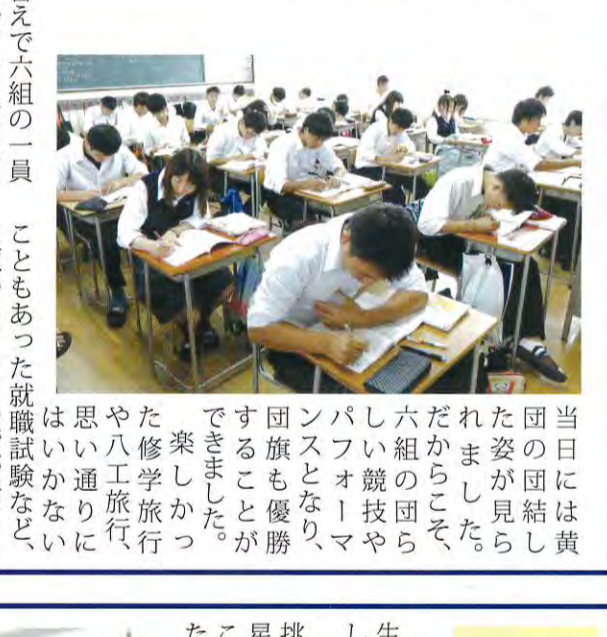 当日には黄
団の団結し
た姿が見ら
れました。
だからこそ、
六組の団ら
しい競技や
パフォーマ
ンスとなり、
団旗も優勝
することが
できました。
楽しかっ
た修学旅行
や八工旅行、
思い通りに
はいかない
こともあった就職試験など、
えで六組の一員